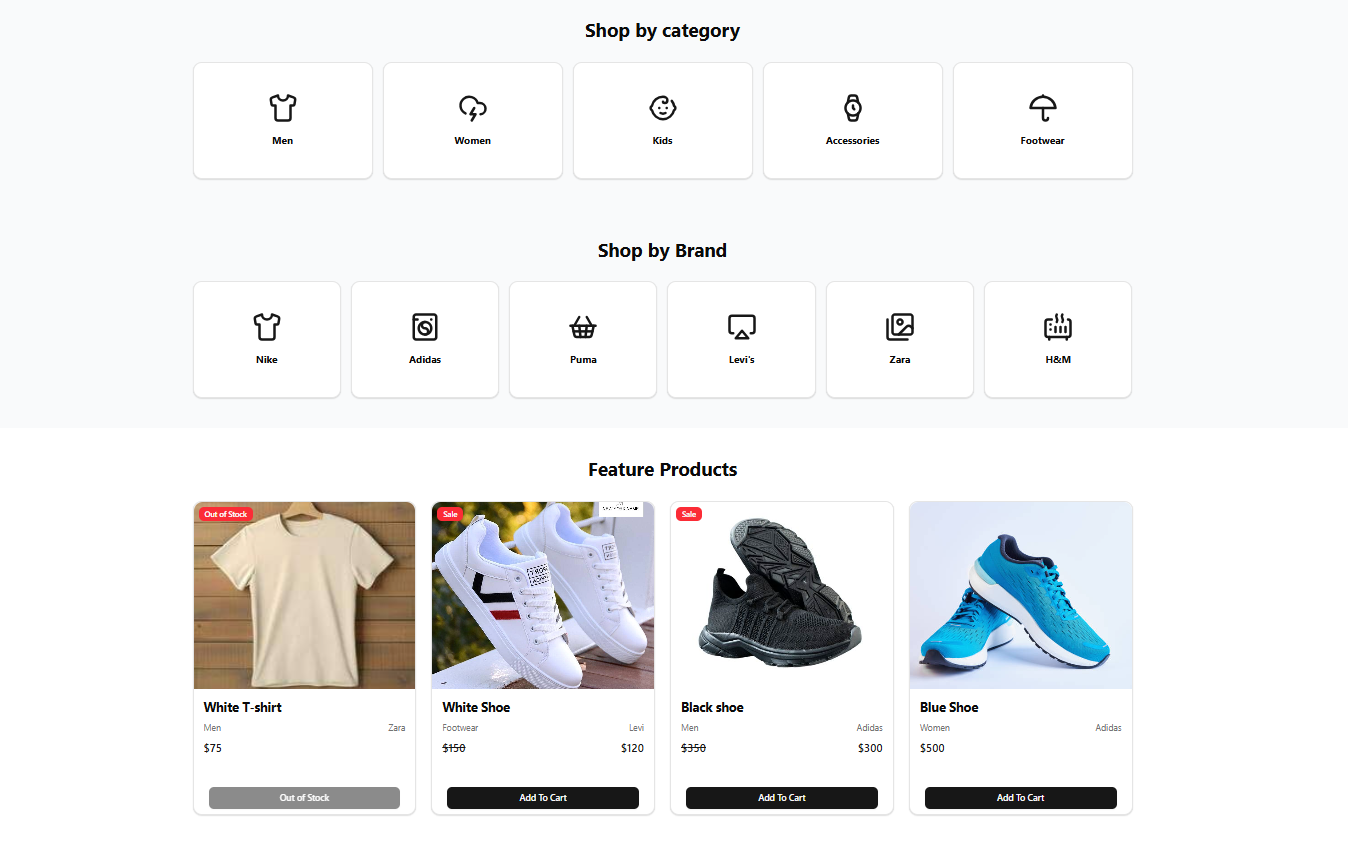 Shop by category
Men
Women
Kids
Accessories
Footwear
Shop by Brand
Nike
Adidas
Puma
Levi's
Zara
H&M
Feature Products
Out of Stock
Sale
Sale
White T-shirt
Men Zara
$75
Out of Stock
White Shoe
Footwear Levi
$150 $120
Add To Cart
Black shoe
Men Adidas
$350 $300
Add To Cart
Blue Shoe
Women Adidas
$500
Add To Cart